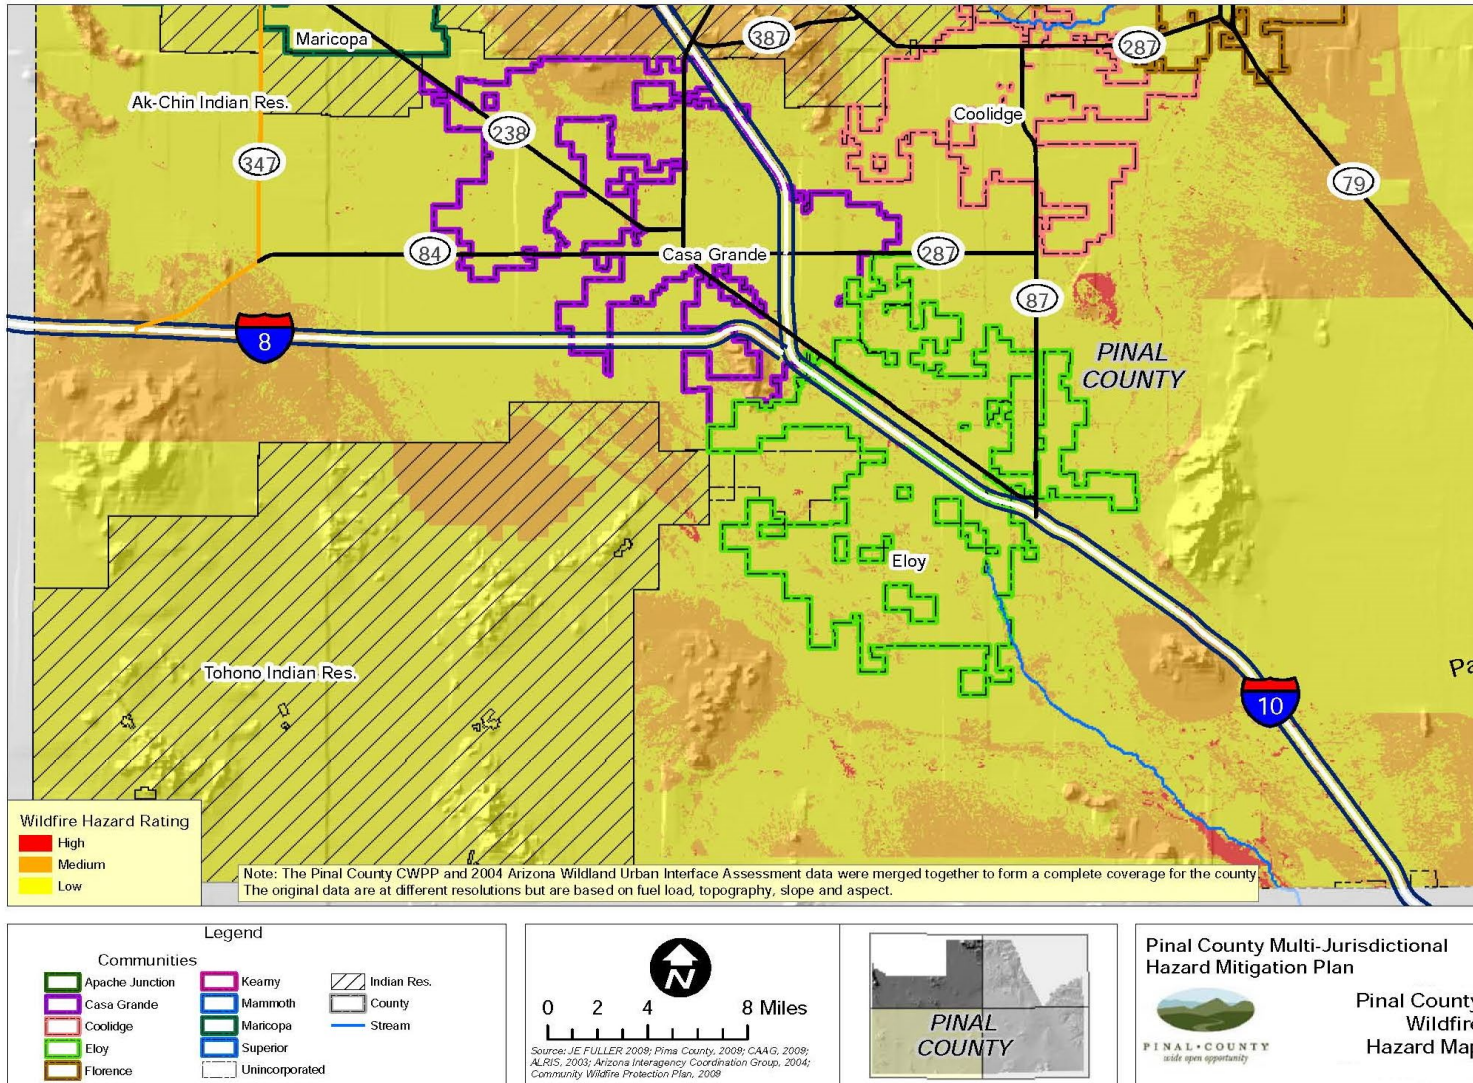 Maricopa
387
287
Ak-Chin Indian Res.
Coolidge
238
347
79
84
Casa Grande
287
87
8
PINAL
COUNTY
Eloy
Tohono Indian Res.
Pa
10
Wildfire Hazard Rating
High
Medium
Low
Note: The Pinal County CWPP and 2004 Arizona Wildland Urban Interface Assessment data were merged together to form a complete coverage for the county
The original data are at different resolutions but are based on fuel load, topography, slope and aspect.
Legend
Communities
Apache Junction
Casa Grande
Coolidge
Eloy
Florence
Kearny
Mammoth
Maricopa
Superior
Unincorporated
Indian Res.
County
Stream
N
0 2 4 8 Miles
Source: JE FULLER 2009; Pima County, 2009; CAAG, 2009;
ALRIS, 2003; Arizona Interagency Coordination Group, 2004;
Community Wildfire Protection Plan, 2009
PINAL
COUNTY
Pinal County Multi-Jurisdictional
Hazard Mitigation Plan
PINAL • COUNTY
wide open opportunity
Pinal County
Wildfire
Hazard Map